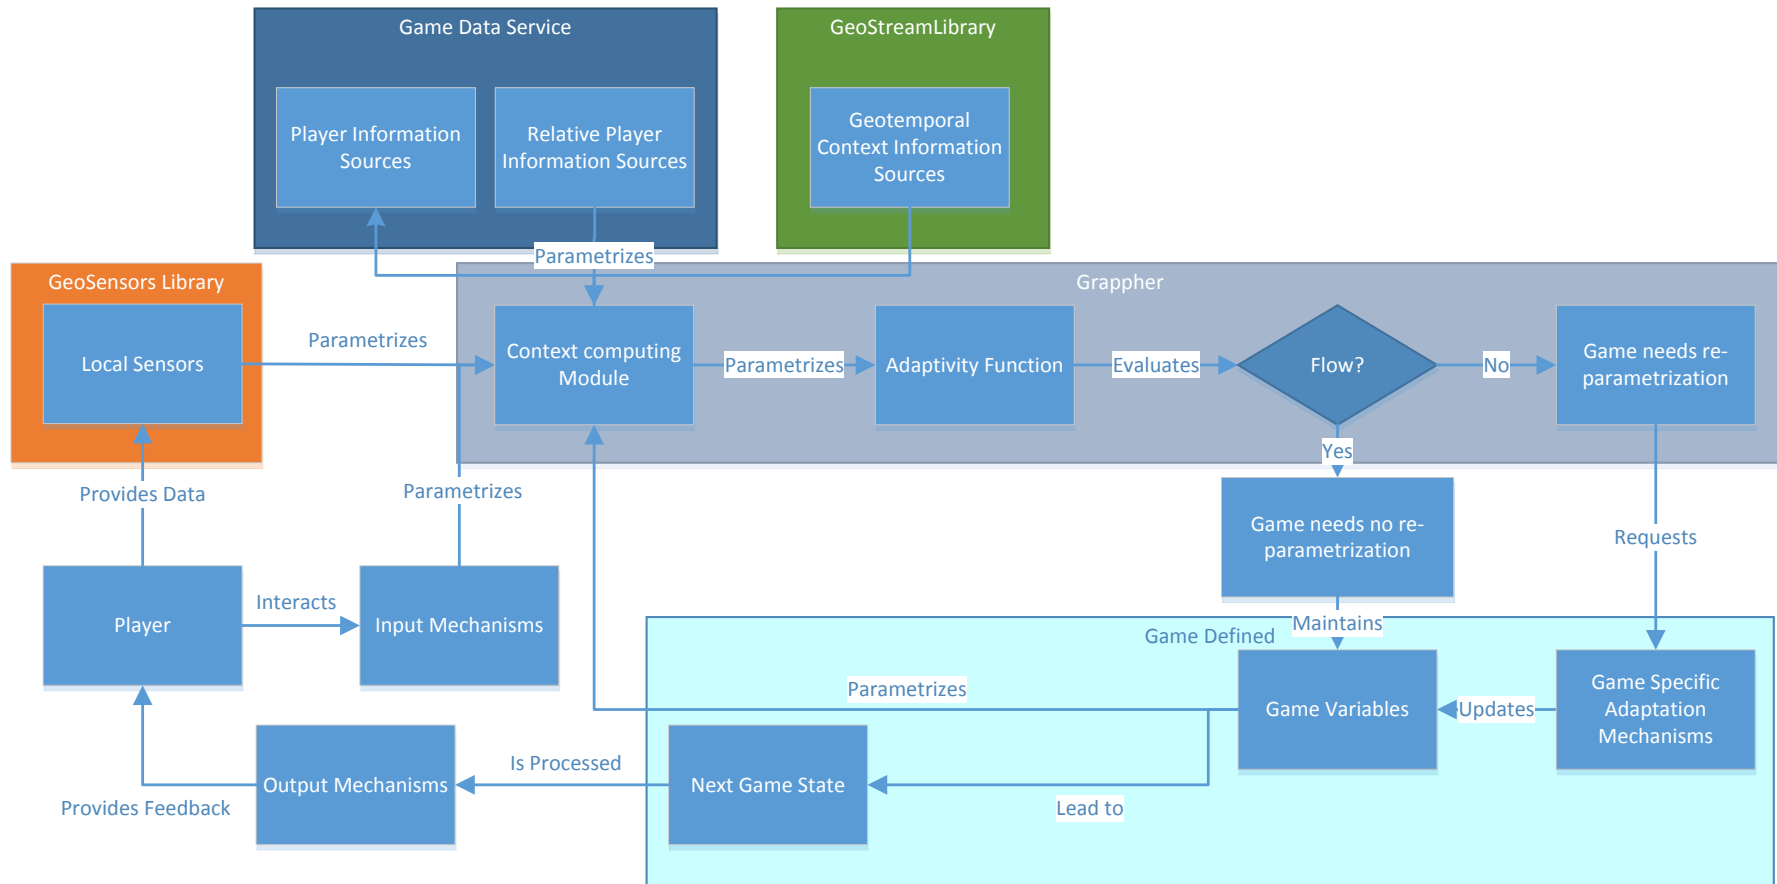 Game Data Service
GeoStreamLibrary
Player Information
Sources
Relative Player
Information Sources
Geotemporal
Context Information
Sources
Parametrizes
GeoSensors Library
Grappher
Local Sensors
Parametrizes
Context computing
Module
Parametrizes
Adaptivity Function
Evaluates
Flow?
No
Game needs re-
parametrization
Yes
Provides Data
Parametrizes
Game needs no re-
parametrization
Requests
Player
Interacts
Input Mechanisms
Maintains
Game Defined
Parametrizes
Game Variables
Updates
Game Specific
Adaptation
Mechanisms
Output Mechanisms
Is Processed
Next Game State
Lead to
Provides Feedback